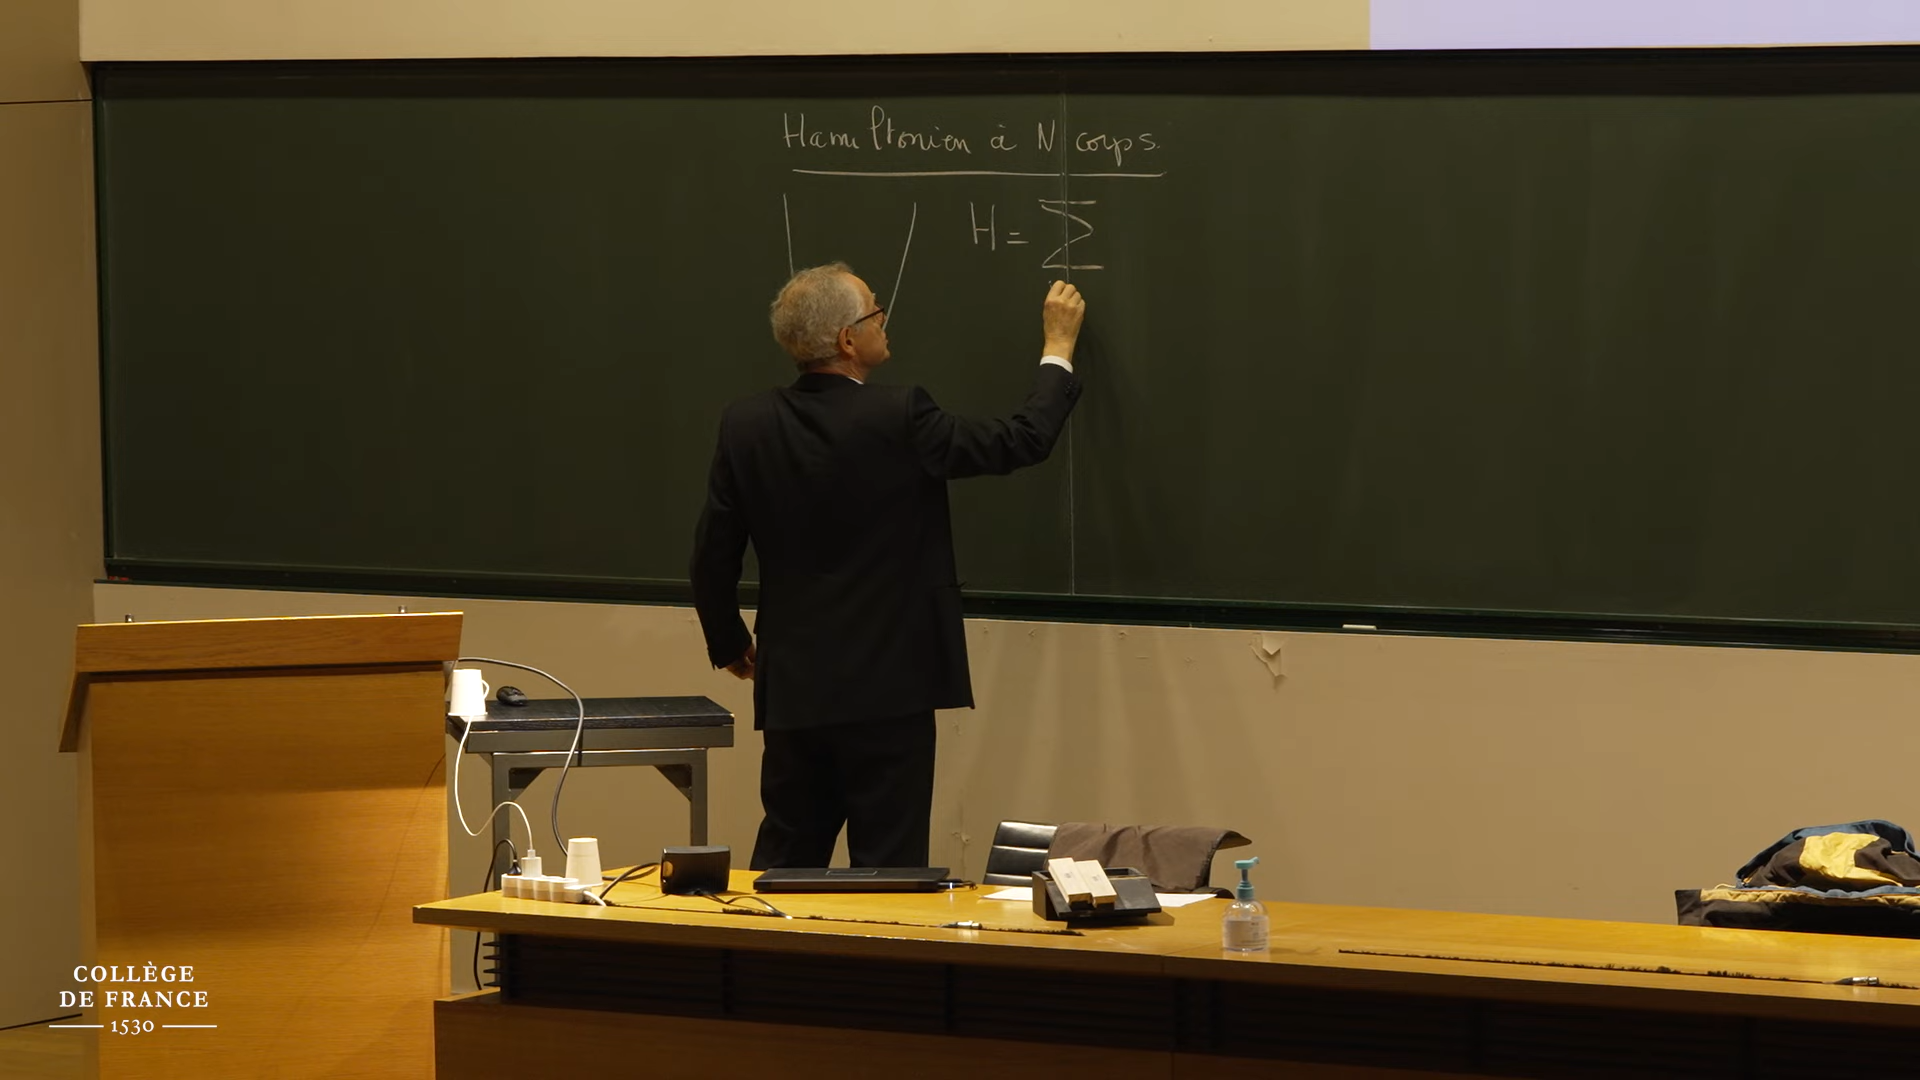 Hamiltonien à N corps.
H = Σ
COLLÈGE
DE FRANCE
1530